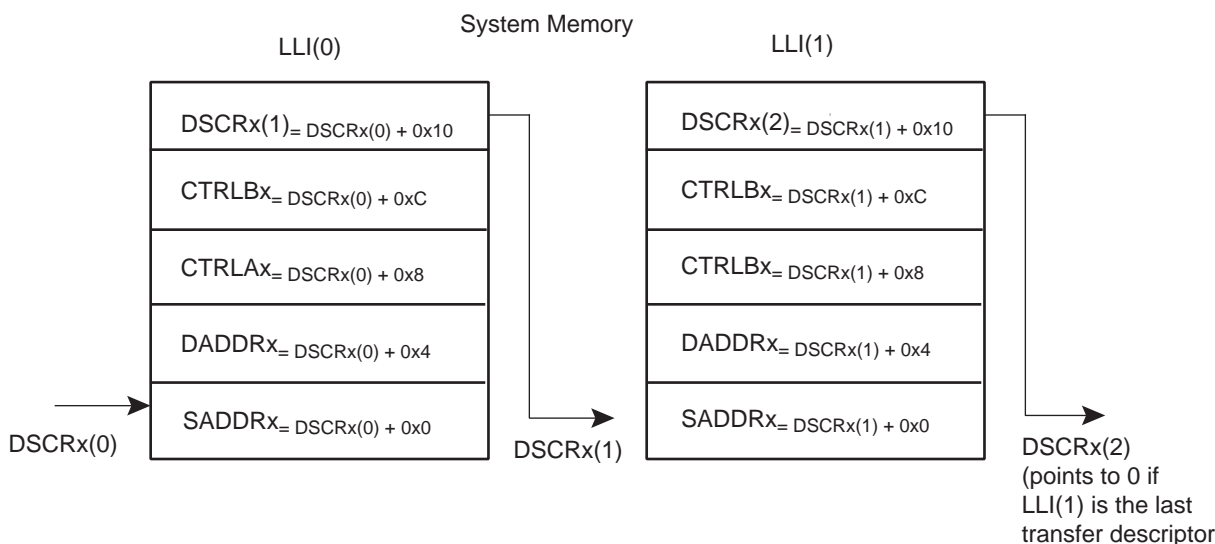 System Memory
LLI(0)
LLI(1)
DSCRx(1)= DSCRx(0) + 0x10
CTRLBx= DSCRx(0) + 0xC
CTRLAx= DSCRx(0) + 0x8
DADDRx= DSCRx(0) + 0x4
SADDRx= DSCRx(0) + 0x0
DSCRx(0)
DSCRx(1)
DSCRx(2)= DSCRx(1) + 0x10
CTRLBx= DSCRx(1) + 0xC
CTRLBx= DSCRx(1) + 0x8
DADDRx= DSCRx(1) + 0x4
SADDRx= DSCRx(1) + 0x0
DSCRx(2)
(points to 0 if
LLI(1) is the last
transfer descriptor